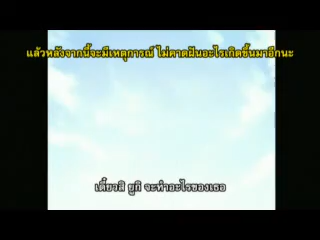 แล้วหลังจากนี้จะมีเหตุการณ์ ไม่คาดฝันอะไรเกิดขึ้นมาอีกนะ
เดี๋ยวสิ ยูกิ จะทำอะไรของเธอ